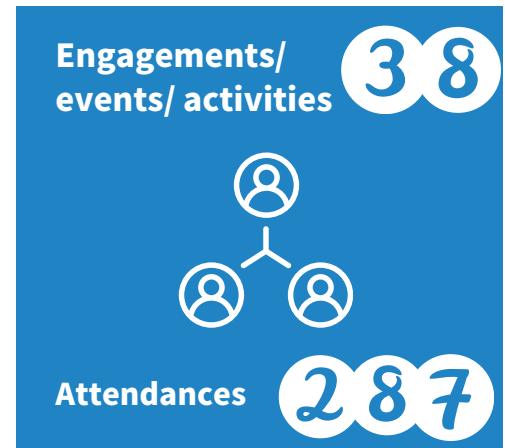 Engagements/ 38
events/ activities
Attendances 287